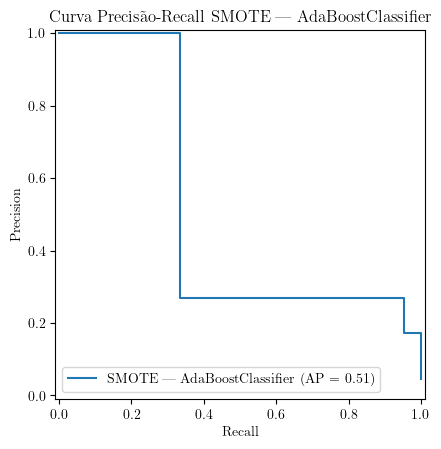 Curva Precisão-Recall SMOTE — AdaBoostClassifier
1.0
0.8
0.6
0.4
0.2
0.0
Precision
SMOTE — AdaBoostClassifier (AP = 0.51)
0.0 0.2 0.4 0.6 0.8 1.0
Recall